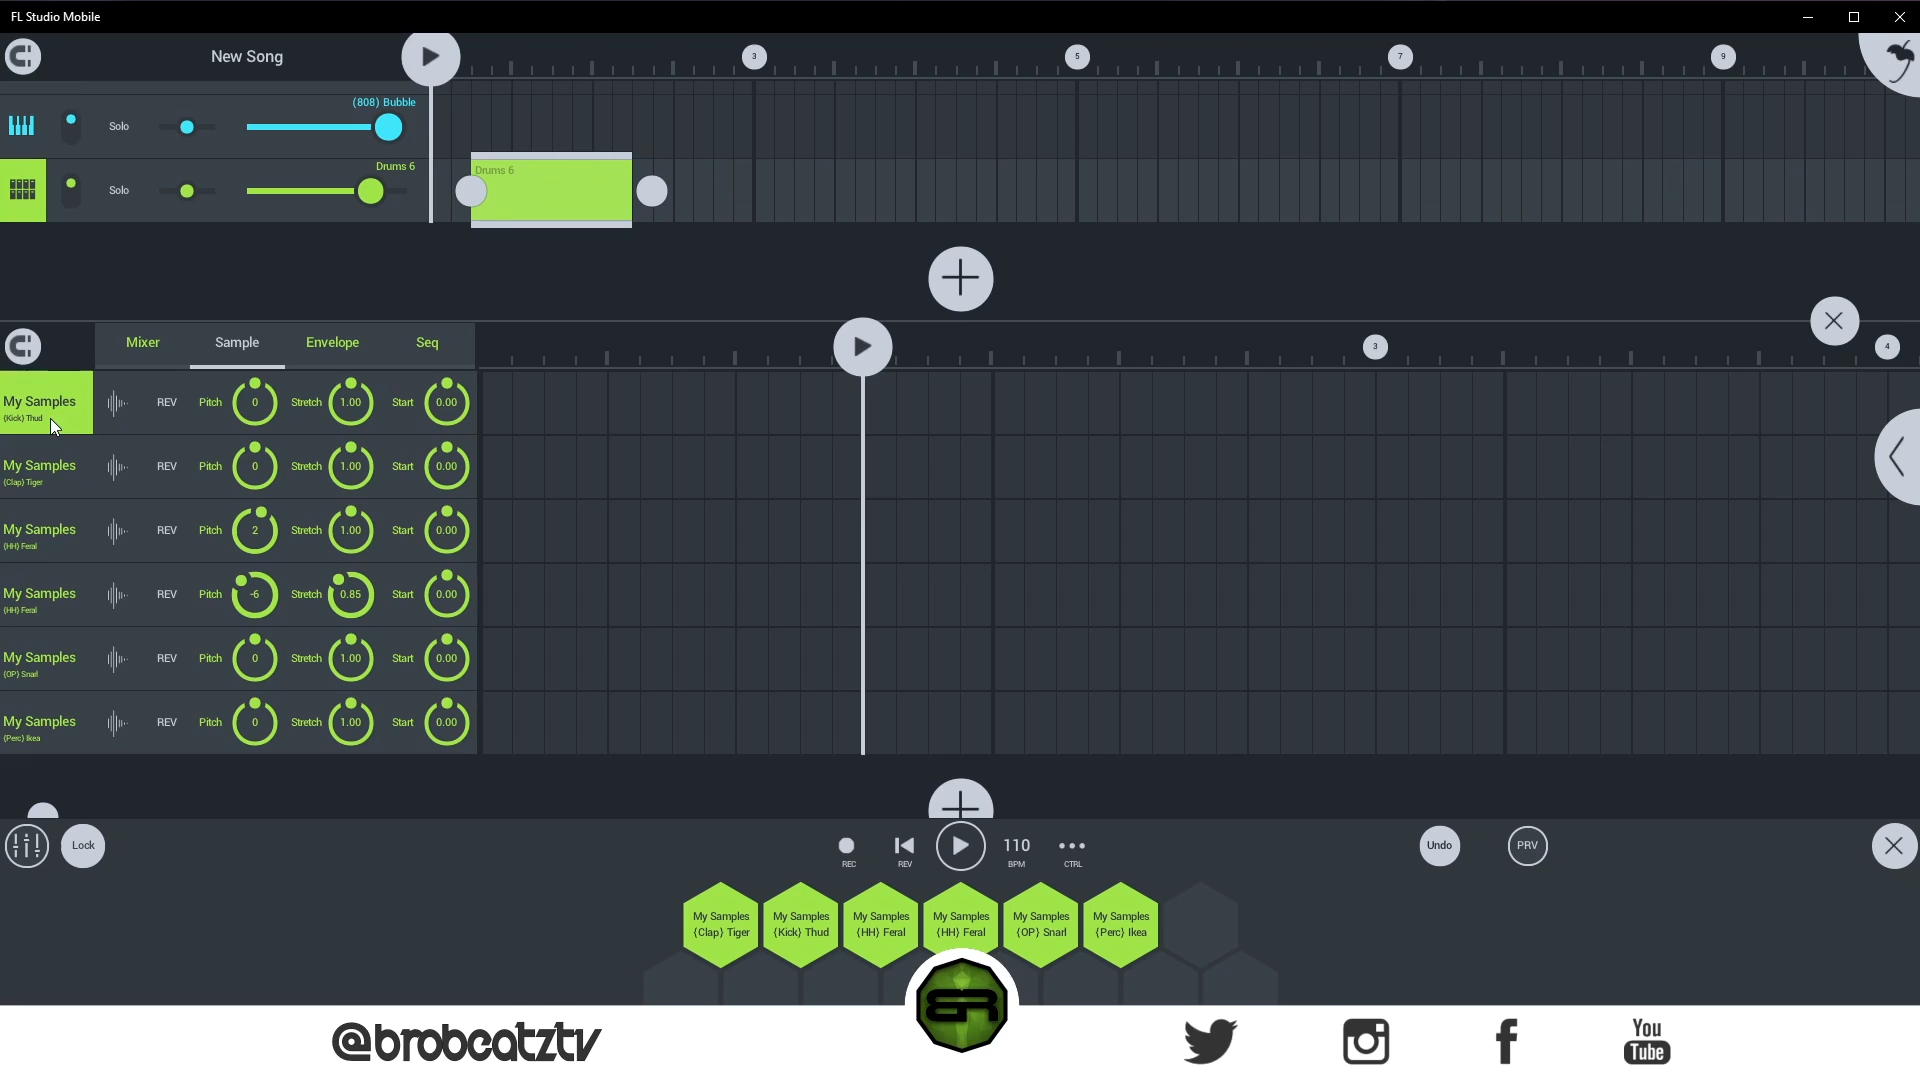 FL Studio Mobile
New Song
3
5
7
9
(808) Bubble
Solo
Drums 6
Solo
Drums 6
Mixer
Sample
Envelope
Seq
3
4
My Samples
{Kick} Thud
REV
Pitch
0
Stretch
1.00
Start
0.00
My Samples
{Clap} Tiger
REV
Pitch
0
Stretch
1.00
Start
0.00
My Samples
{HH} Feral
REV
Pitch
2
Stretch
1.00
Start
0.00
My Samples
{HH} Feral
REV
Pitch
-6
Stretch
0.85
Start
0.00
My Samples
{OP} Snarl
REV
Pitch
0
Stretch
1.00
Start
0.00
My Samples
{Perc} Ikea
REV
Pitch
0
Stretch
1.00
Start
0.00
Lock
REC
REV
110
BPM
CTRL
Undo
PRV
My Samples
{Clap} Tiger
My Samples
{Kick} Thud
My Samples
{HH} Feral
My Samples
{HH} Feral
My Samples
{OP} Snarl
My Samples
{Perc} Ikea
@brobcatztv
You
Tube